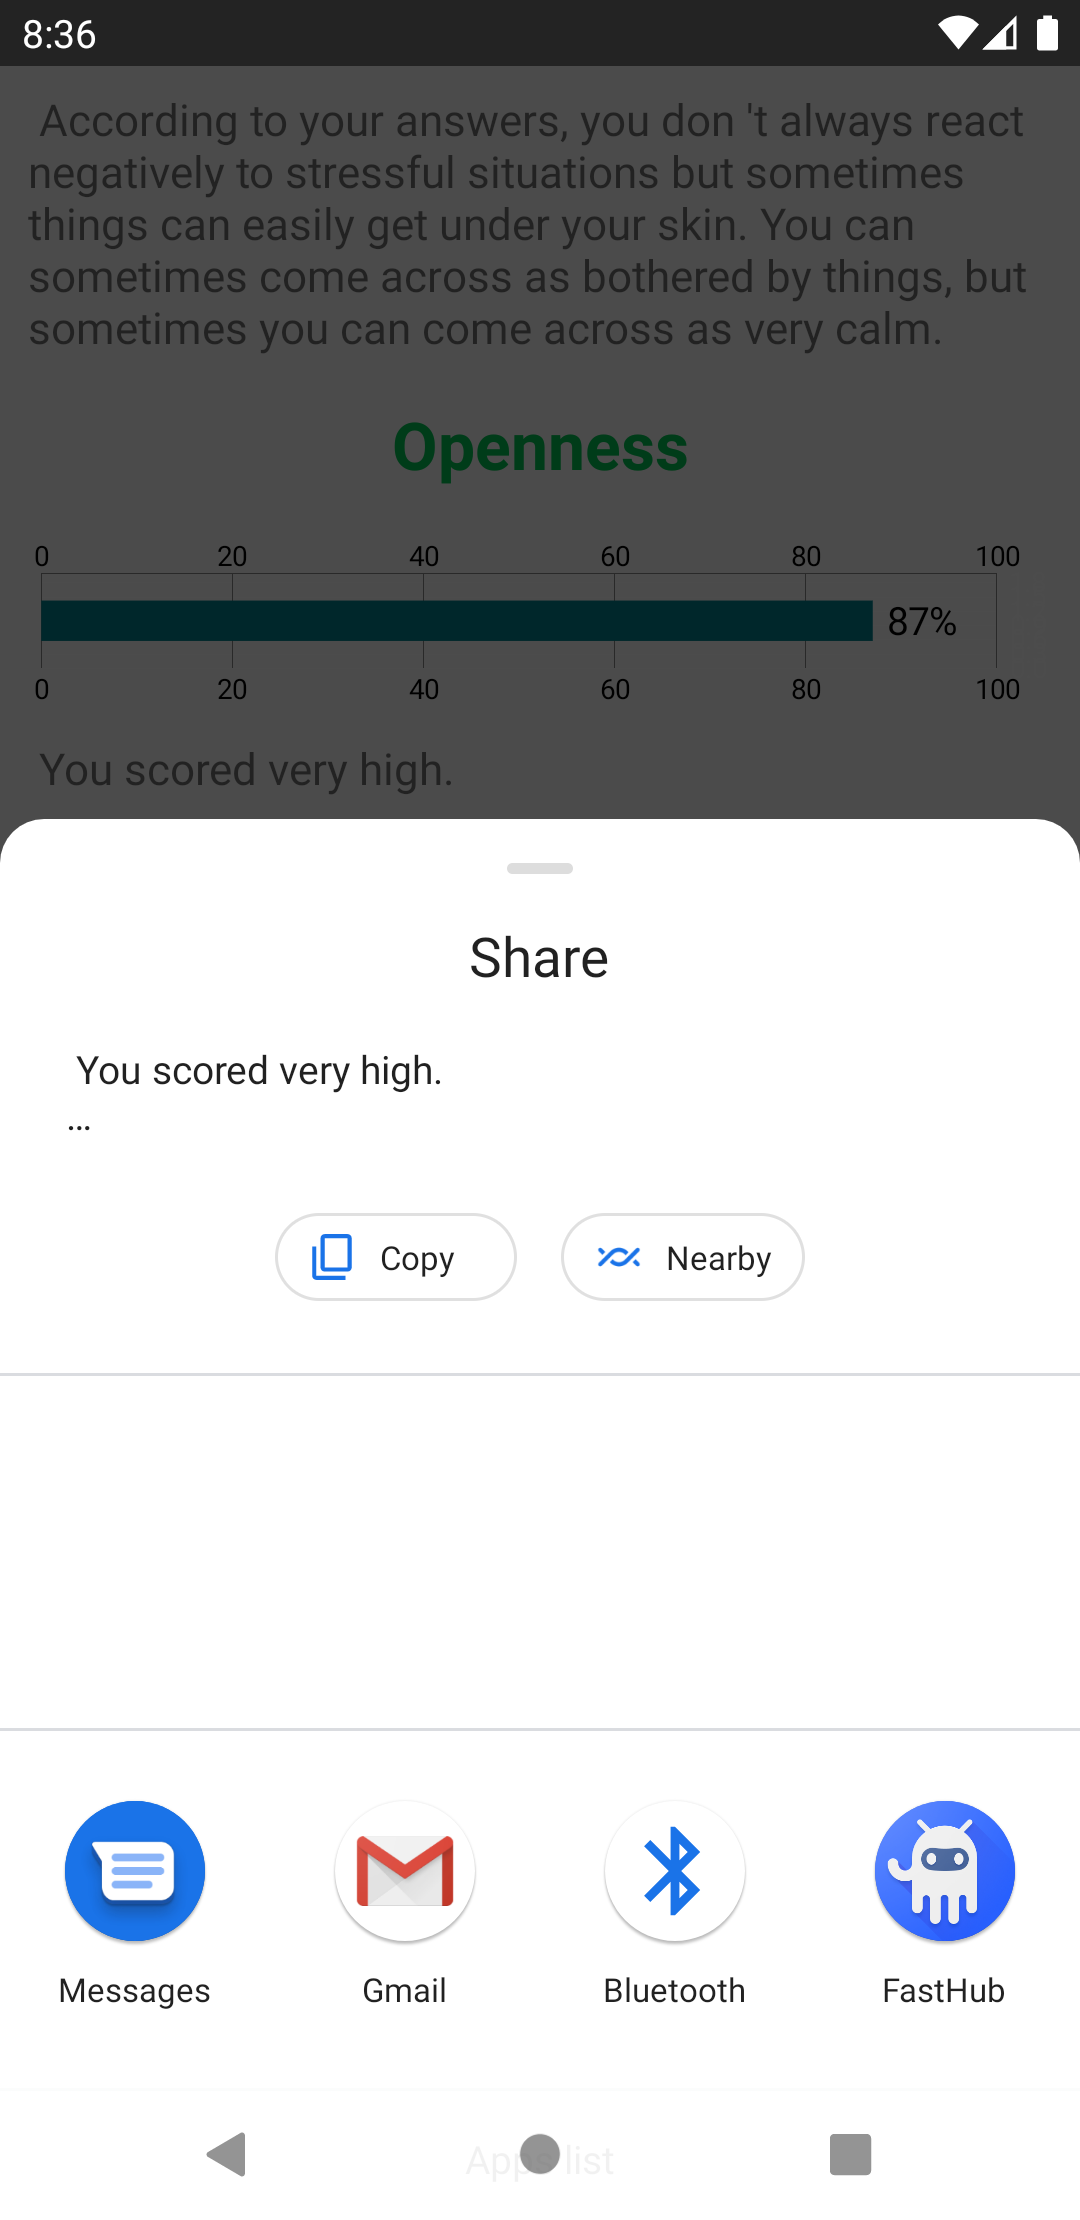 8:36
According to your answers, you don 't always react
negatively to stressful situations but sometimes
things can easily get under your skin. You can
sometimes come across as bothered by things, but
sometimes you can come across as very calm.
Openness
0 20 40 60 80 100
87%
0 20 40 60 80 100
You scored very high.
Share
You scored very high.
...
Copy
Nearby
Messages
Gmail
Bluetooth
FastHub
Apps list